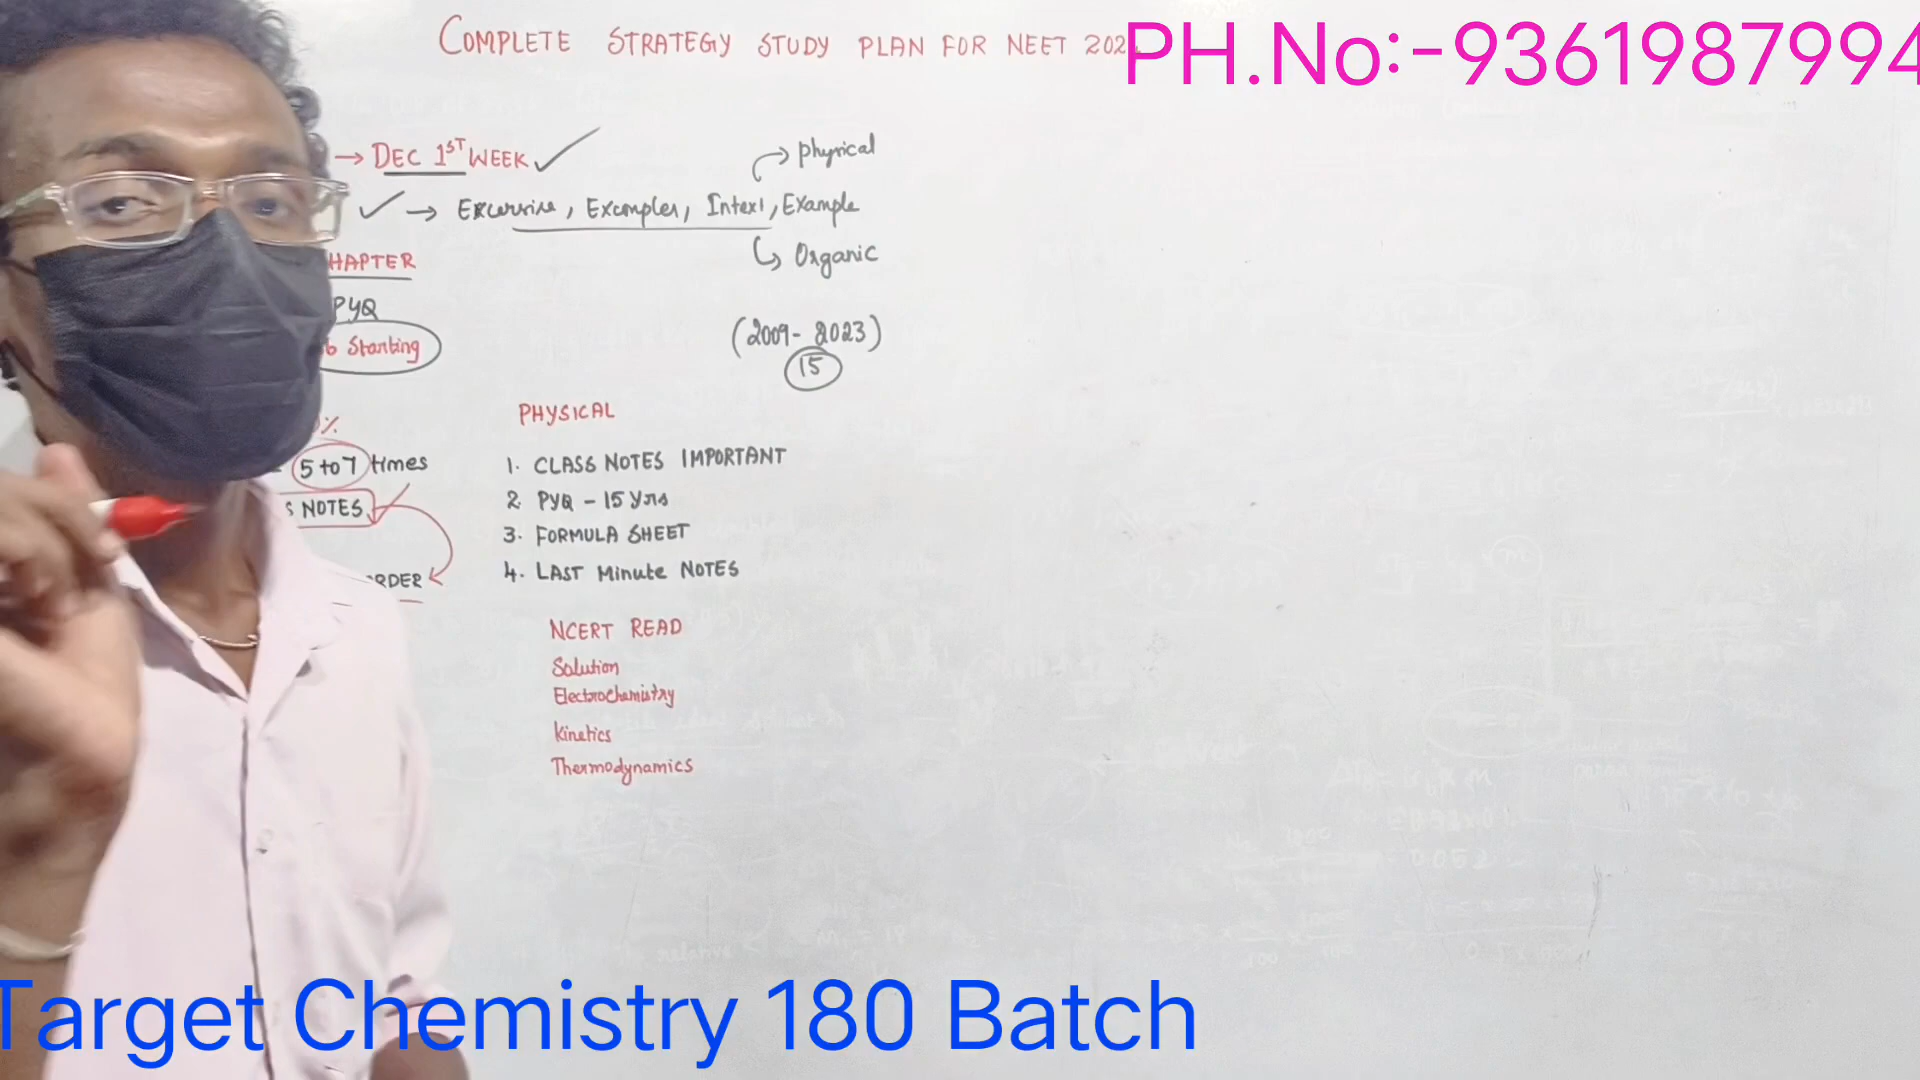 COMPLETE STRATEGY STUDY PLAN FOR NEET 202
PH.No:-9361987994
→ DEC 1ST WEEK ✓
✓ → Excersise, Examples, Intext, Example
→ Physical
↳ Organic
HAPTER
PYQ
Starting
(2009 - 2023)
15
%
5 to 7 times
S NOTES
RDER
PHYSICAL
1. CLASS NOTES IMPORTANT
2. PYQ - 15 Yrs
3. FORMULA SHEET
4. LAST Minute NOTES
NCERT READ
Solution
Electrochemistry
Kinetics
Thermodynamics
Target Chemistry 180 Batch